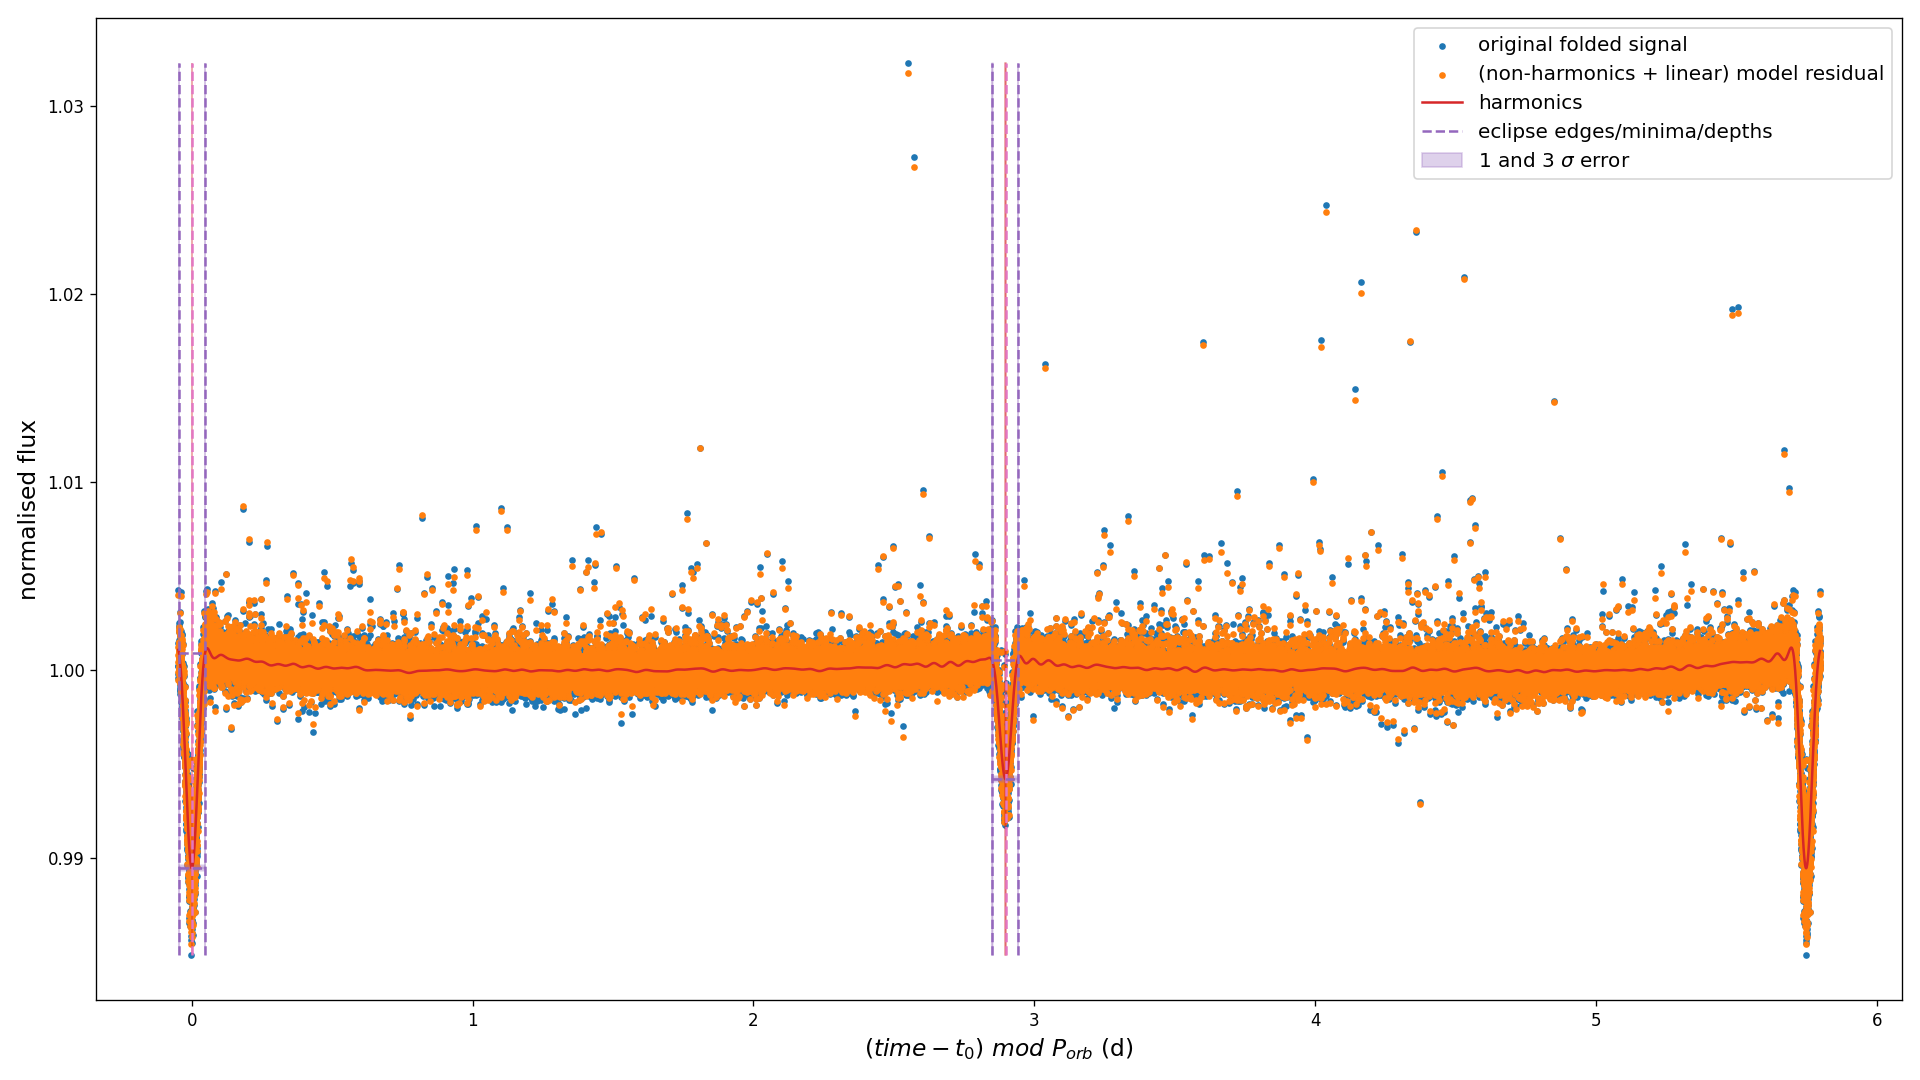 original folded signal
(non-harmonics + linear) model residual
harmonics
eclipse edges/minima/depths
1 and 3 σ error
normalised flux
1.03
1.02
1.01
1.00
0.99
0 1 2 3 4 5 6
(time − t₀) mod Pₒᵣb (d)